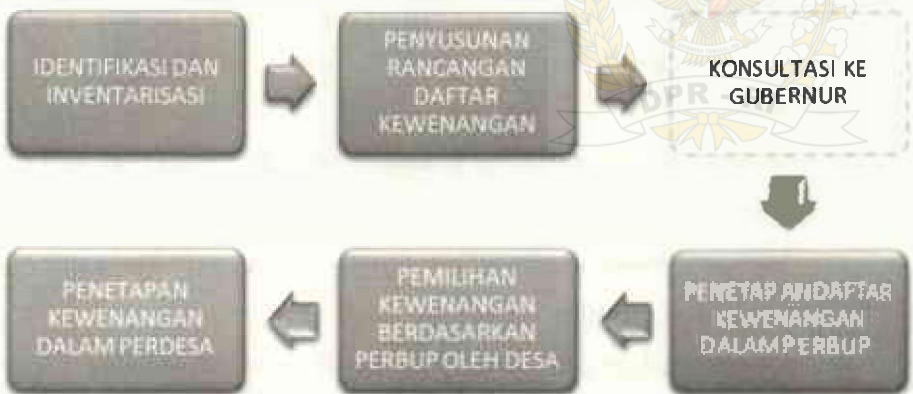 IDENTIFIKASI DAN
INVENTARISASI
PENYUSUNAN
RANCANGAN
DAFTAR
KEWENANGAN
KONSULTASI KE
GUBERNUR
DPR -
PENETAPAN DAFTAR
KEWENANGAN
DALAM PERBUP
PEMILIHAN
KEWENANGAN
BERDASARKAN
PERBUP OLEH DESA
PENETAPAN
KEWENANGAN
DALAM PERDESA